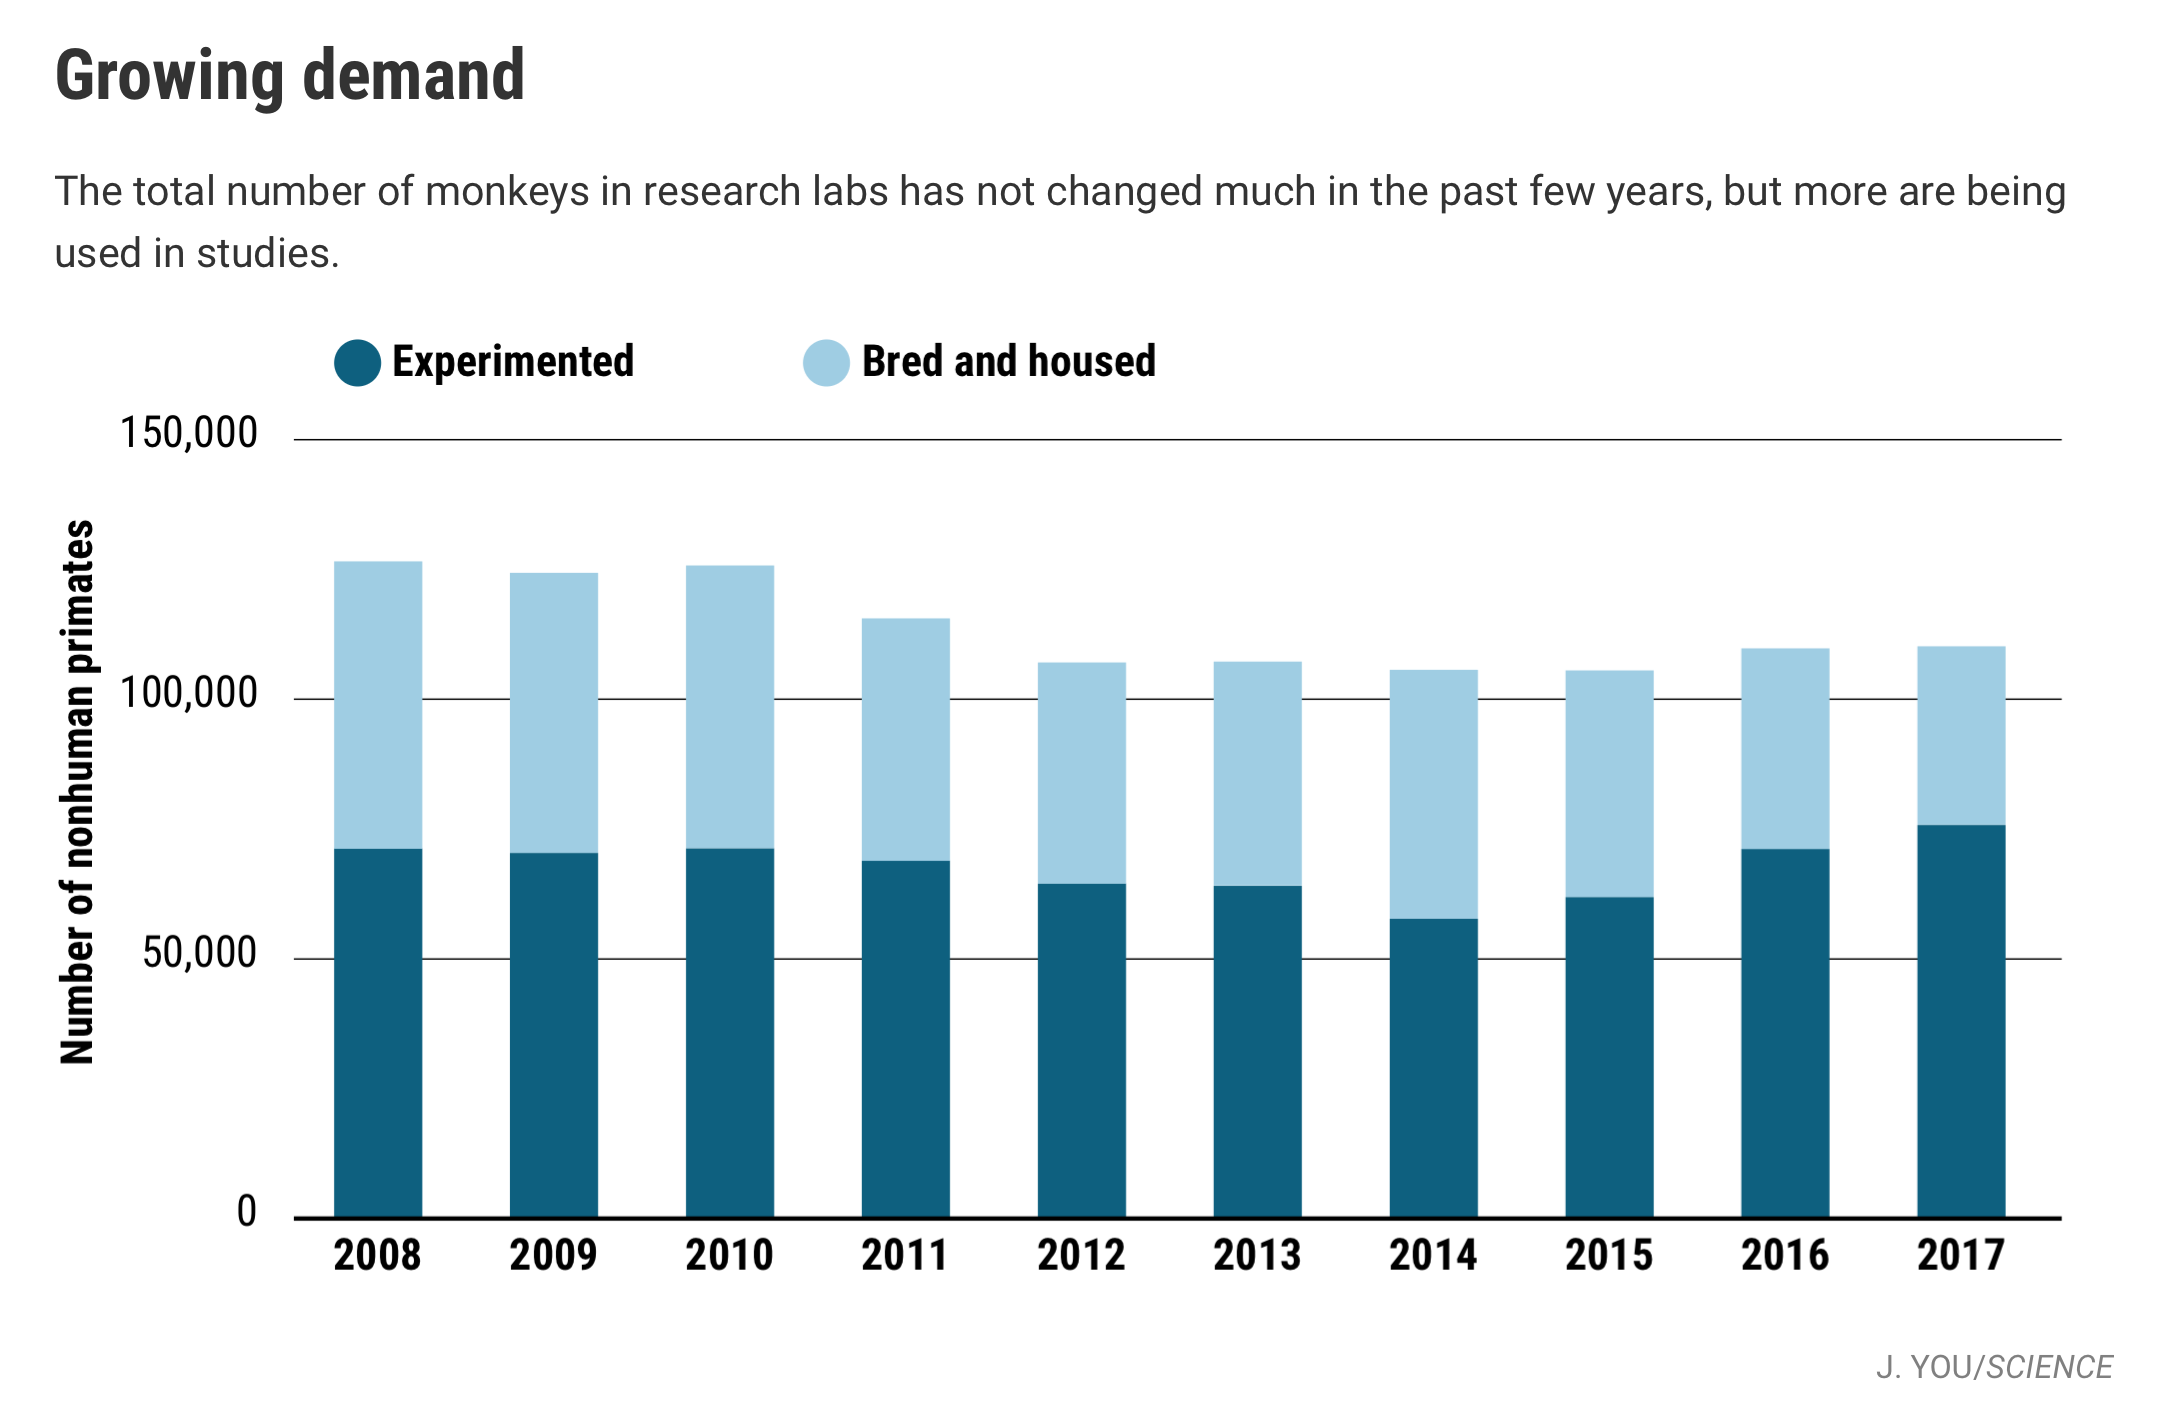 Growing demand
The total number of monkeys in research labs has not changed much in the past few years, but more are being
used in studies.
Experimented
Bred and housed
150,000
100,000
50,000
0
Number of nonhuman primates
2008 2009 2010 2011 2012 2013 2014 2015 2016 2017
J. YOU/SCIENCE